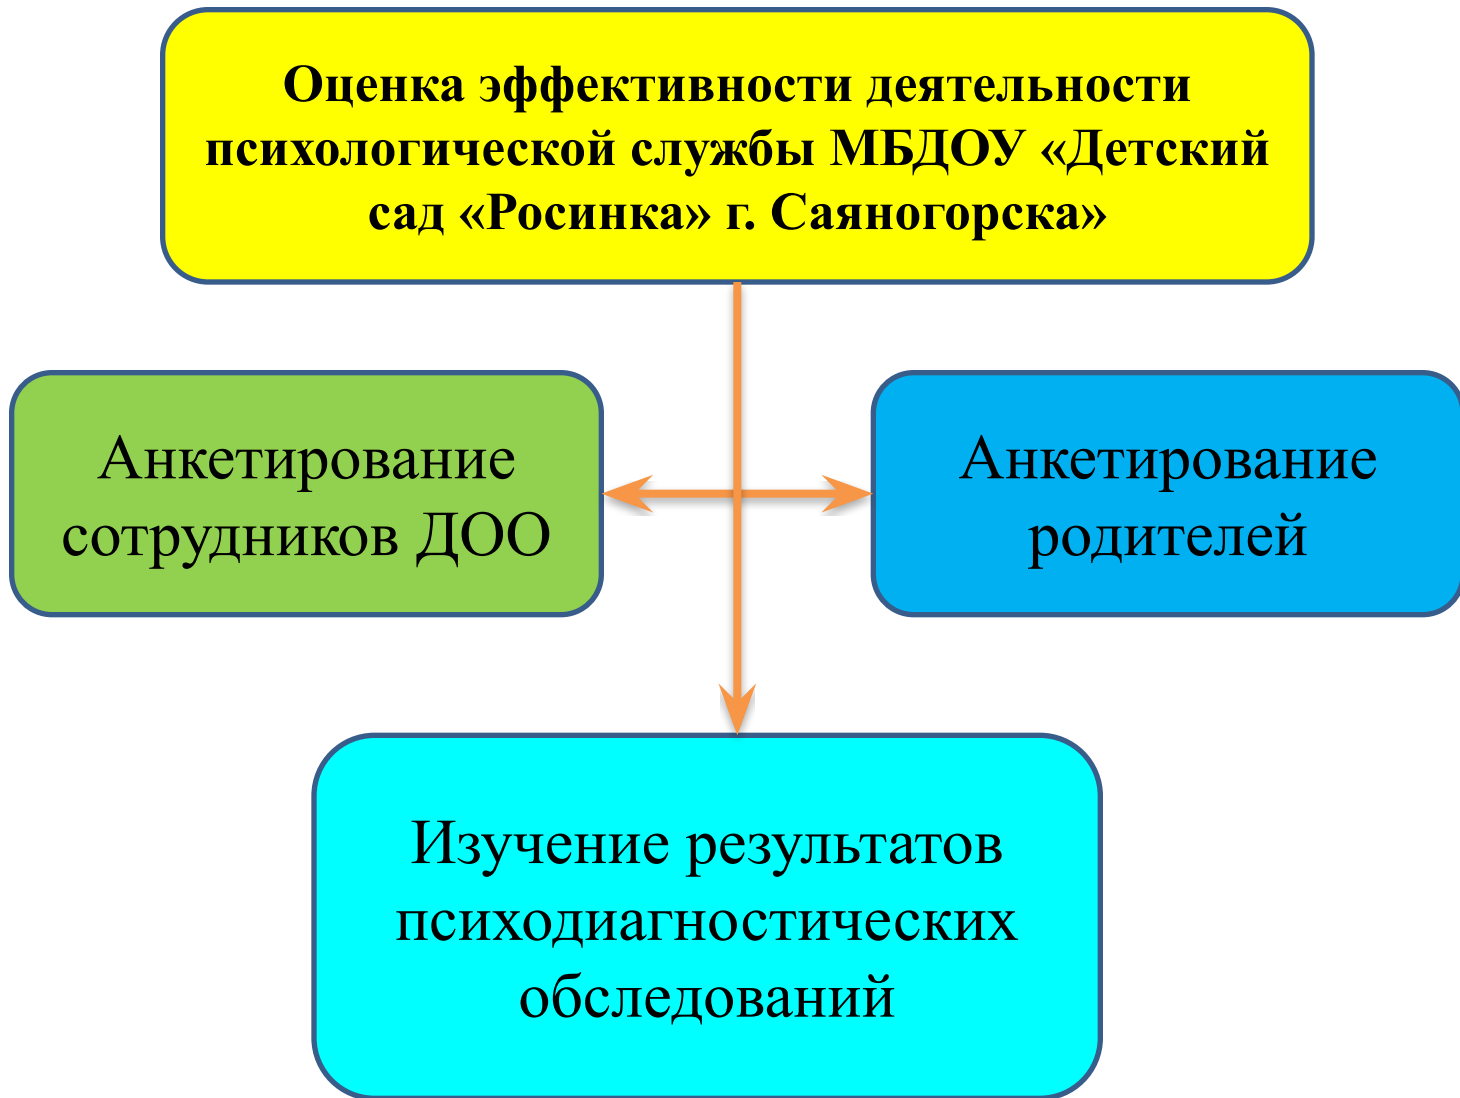 Оценка эффективности деятельности
психологической службы МБДОУ «Детский
сад «Росинка» г. Саяногорска»
Анкетирование
сотрудников ДОО
Анкетирование
родителей
Изучение результатов
психодиагностических
обследований